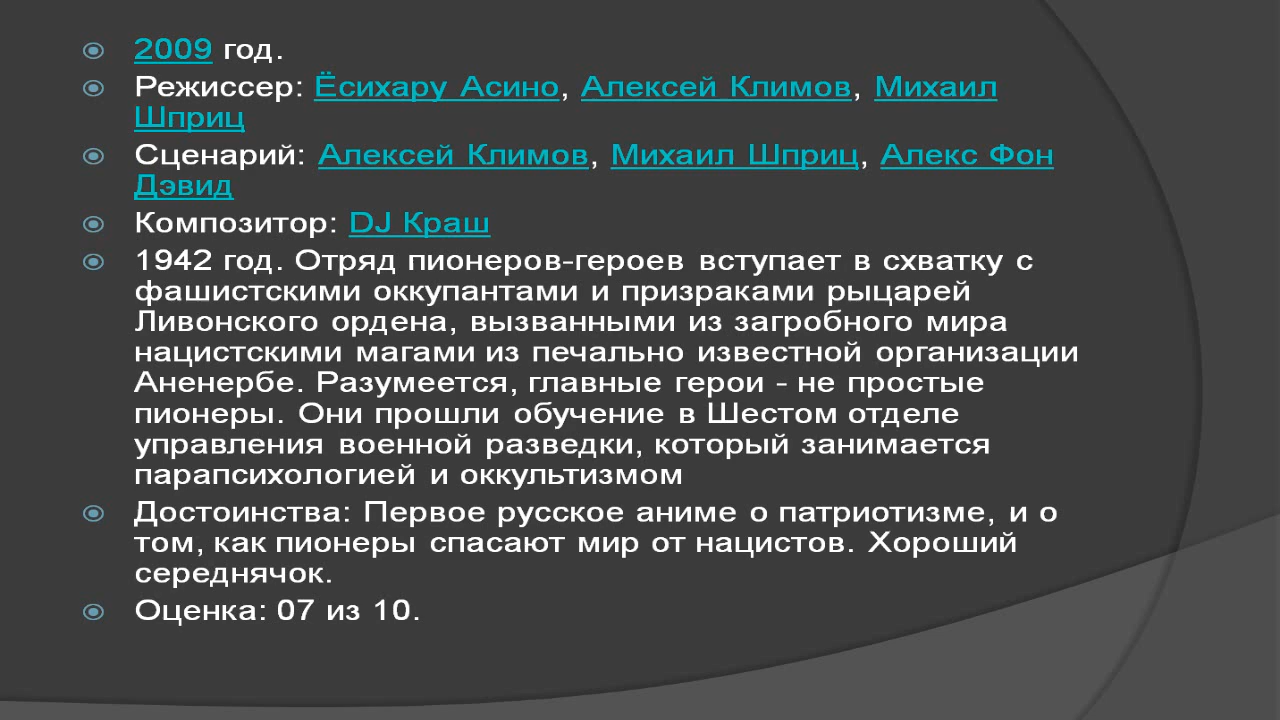 2009 год.
Режиссер: Ёсихару Асино, Алексей Климов, Михаил
Шприц
Сценарий: Алексей Климов, Михаил Шприц, Алекс Фон
Дэвид
Композитор: DJ Краш
1942 год. Отряд пионеров-героев вступает в схватку с
фашистскими оккупантами и призраками рыцарей
Ливонского ордена, вызванными из загробного мира
нацистскими магами из печально известной организации
Аненербе. Разумеется, главные герои - не простые
пионеры. Они прошли обучение в Шестом отделе
управления военной разведки, который занимается
парапсихологией и оккультизмом
Достоинства: Первое русское аниме о патриотизме, и о
том, как пионеры спасают мир от нацистов. Хороший
середнячок.
Оценка: 07 из 10.